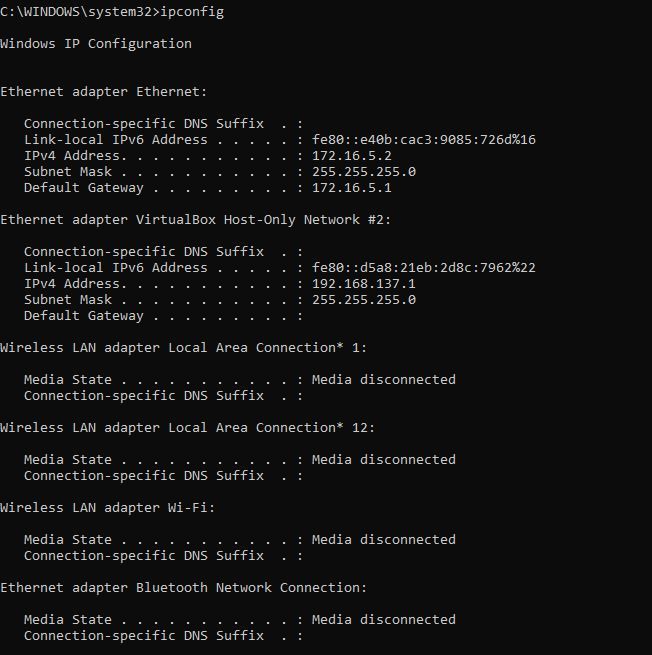 C:\WINDOWS\system32>ipconfig
Windows IP Configuration
Ethernet adapter Ethernet:
Connection-specific DNS Suffix . :
Link-local IPv6 Address . . . . . : fe80::e40b:cac3:9085:726d%16
IPv4 Address. . . . . . . . . . . : 172.16.5.2
Subnet Mask . . . . . . . . . . . : 255.255.255.0
Default Gateway . . . . . . . . . : 172.16.5.1
Ethernet adapter VirtualBox Host-Only Network #2:
Connection-specific DNS Suffix . :
Link-local IPv6 Address . . . . . : fe80::d5a8:21eb:2d8c:7962%22
IPv4 Address. . . . . . . . . . . : 192.168.137.1
Subnet Mask . . . . . . . . . . . : 255.255.255.0
Default Gateway . . . . . . . . . :
Wireless LAN adapter Local Area Connection* 1:
Media State . . . . . . . . . . . : Media disconnected
Connection-specific DNS Suffix . :
Wireless LAN adapter Local Area Connection* 12:
Media State . . . . . . . . . . . : Media disconnected
Connection-specific DNS Suffix . :
Wireless LAN adapter Wi-Fi:
Media State . . . . . . . . . . . : Media disconnected
Connection-specific DNS Suffix . :
Ethernet adapter Bluetooth Network Connection:
Media State . . . . . . . . . . . : Media disconnected
Connection-specific DNS Suffix . :